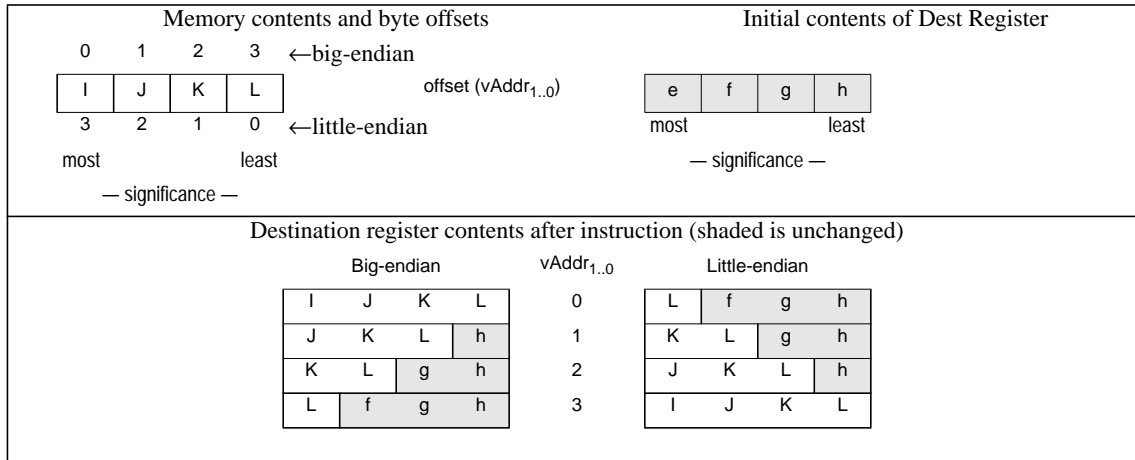 Memory contents and byte offsets Initial contents of Dest Register
0 1 2 3 ←big-endian
I J K L offset (vAddr1..0) e f g h
3 2 1 0 ←little-endian most least
most least — significance —
— significance —
Destination register contents after instruction (shaded is unchanged)
Big-endian vAddr1..0 Little-endian
I J K L 0 L f g h
J K L h 1 K L g h
K L g h 2 J K L h
L f g h 3 I J K L